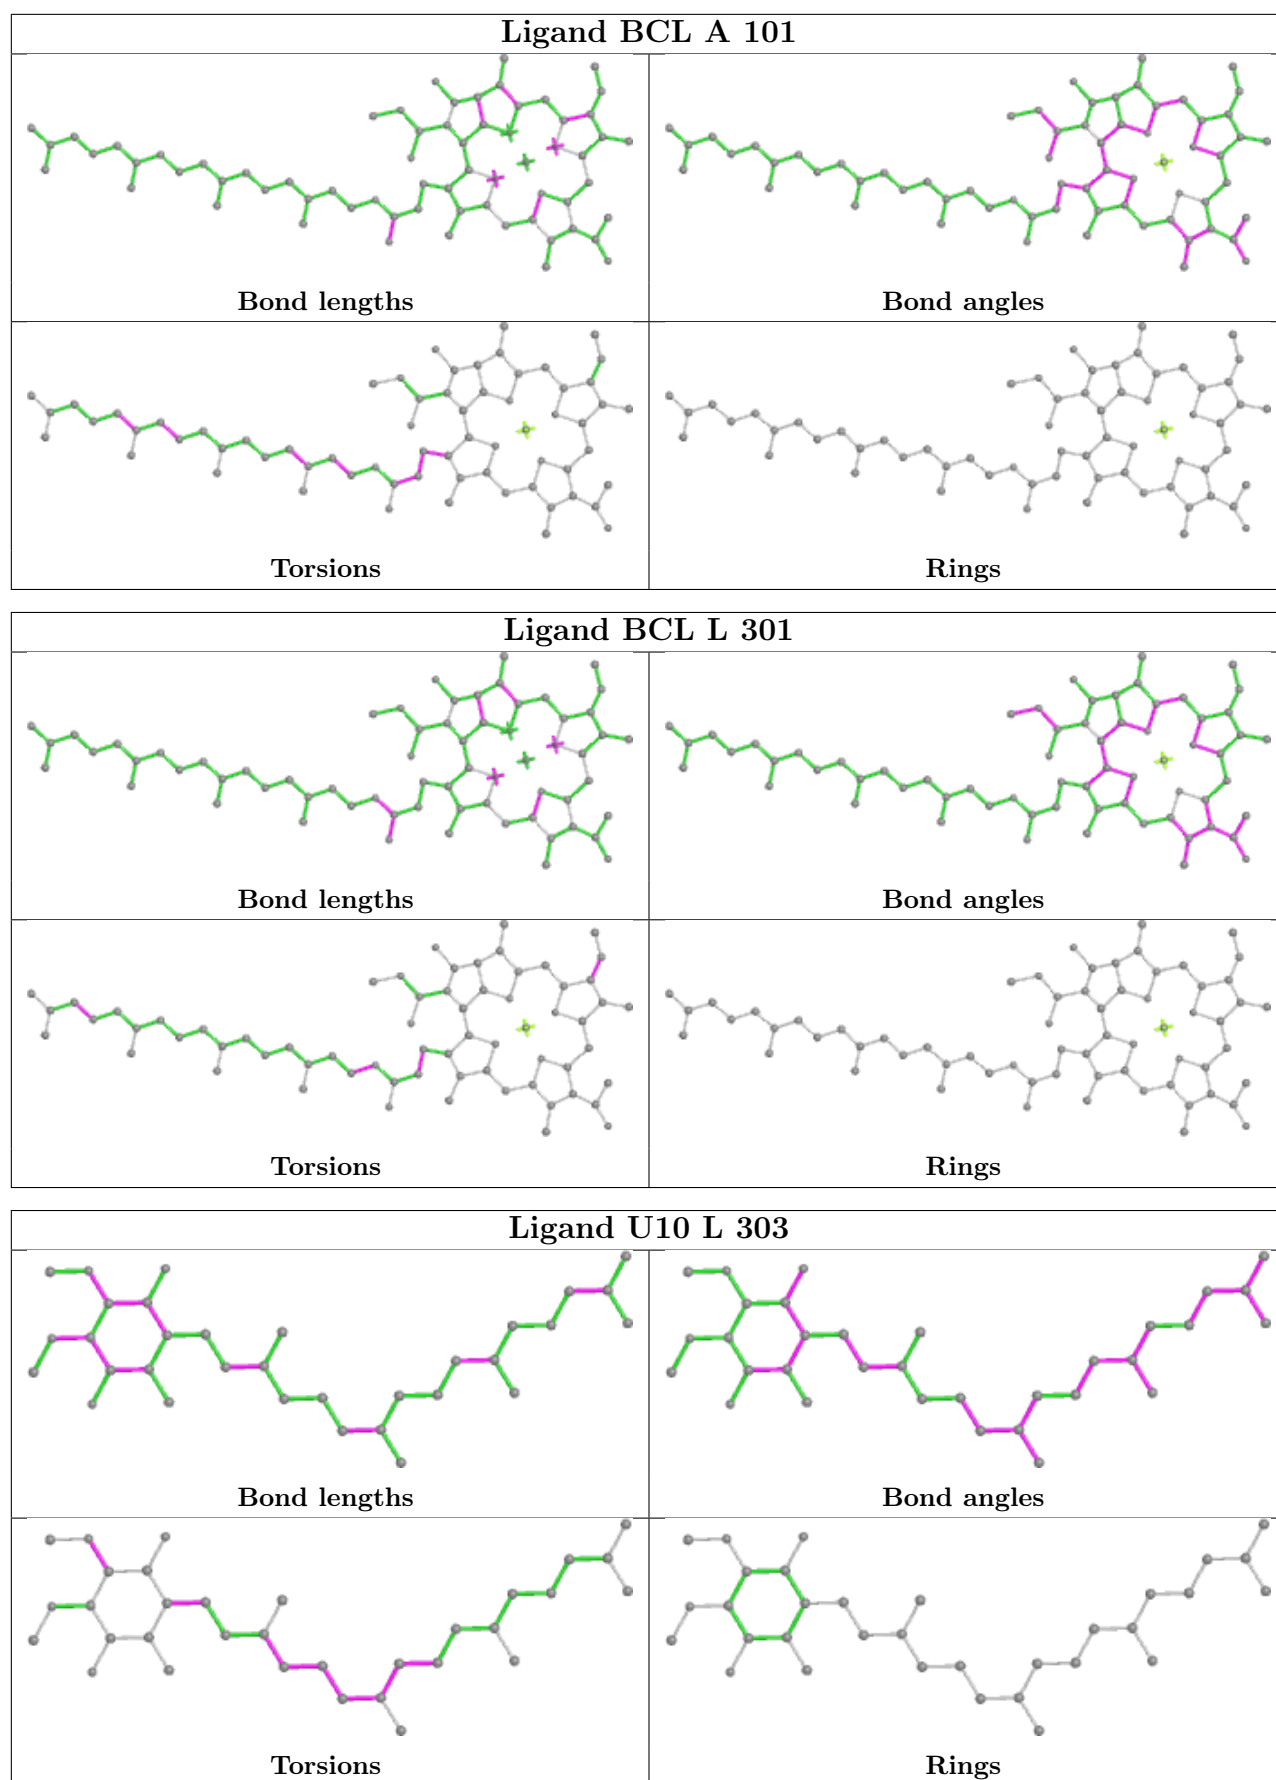 Ligand BCL A 101
Bond lengths
Bond angles
Torsions
Rings
Ligand BCL L 301
Bond lengths
Bond angles
Torsions
Rings
Ligand U10 L 303
Bond lengths
Bond angles
Torsions
Rings